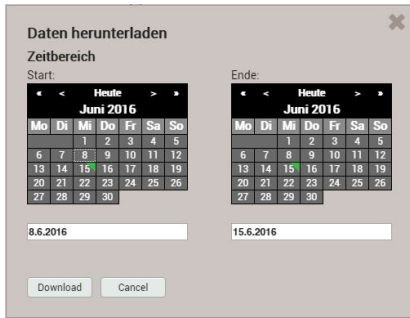 Daten herunterladen
Zeitbereich
Start:
« < Heute > »
Juni 2016
Mo Di Mi Do Fr Sa So
1 2 3 4 5
6 7 8 9 10 11 12
13 14 15 16 17 18 19
20 21 22 23 24 25 26
27 28 29 30
8.6.2016
Ende:
« < Heute > »
Juni 2016
Mo Di Mi Do Fr Sa So
1 2 3 4 5
6 7 8 9 10 11 12
13 14 15 16 17 18 19
20 21 22 23 24 25 26
27 28 29 30
15.6.2016
Download Cancel